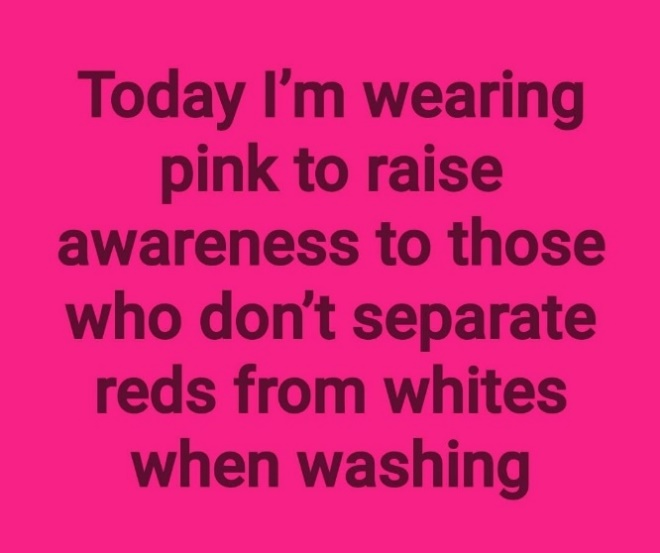 Today I’m wearing
pink to raise
awareness to those
who don’t separate
reds from whites
when washing